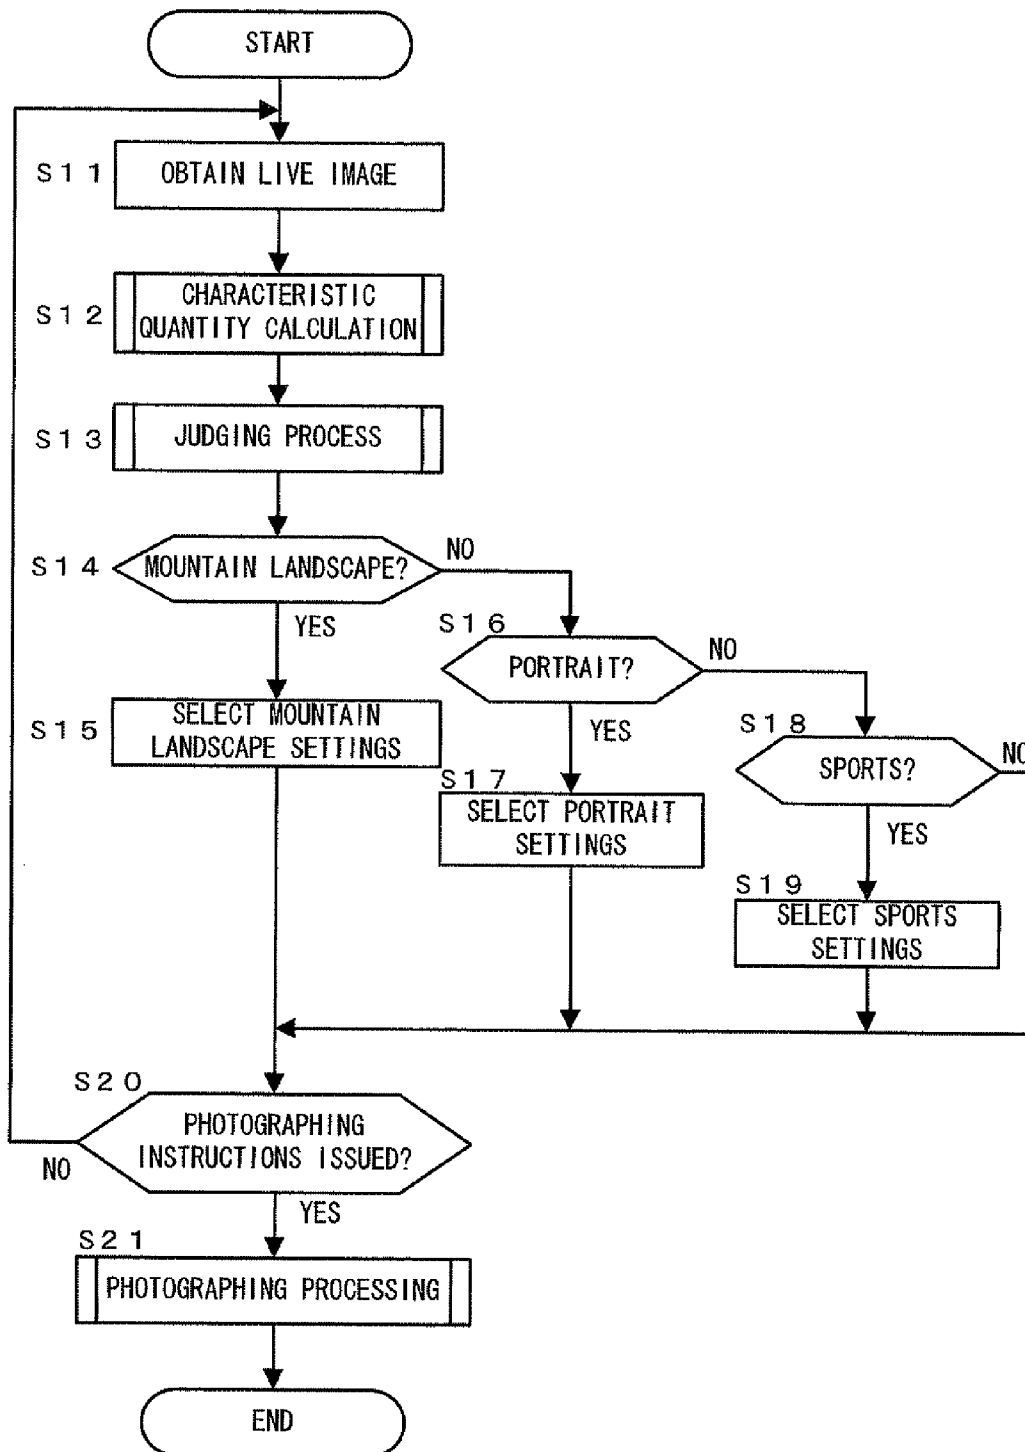 START
S11
OBTAIN LIVE IMAGE
S12
CHARACTERISTIC
QUANTITY CALCULATION
S13
JUDGING PROCESS
S14
MOUNTAIN LANDSCAPE?
NO
YES
S16
PORTRAIT?
NO
YES
S15
SELECT MOUNTAIN
LANDSCAPE SETTINGS
S18
SPORTS?
NO
YES
S17
SELECT PORTRAIT
SETTINGS
S19
SELECT SPORTS
SETTINGS
S20
PHOTOGRAPHING
INSTRUCTIONS ISSUED?
NO
YES
S21
PHOTOGRAPHING PROCESSING
END